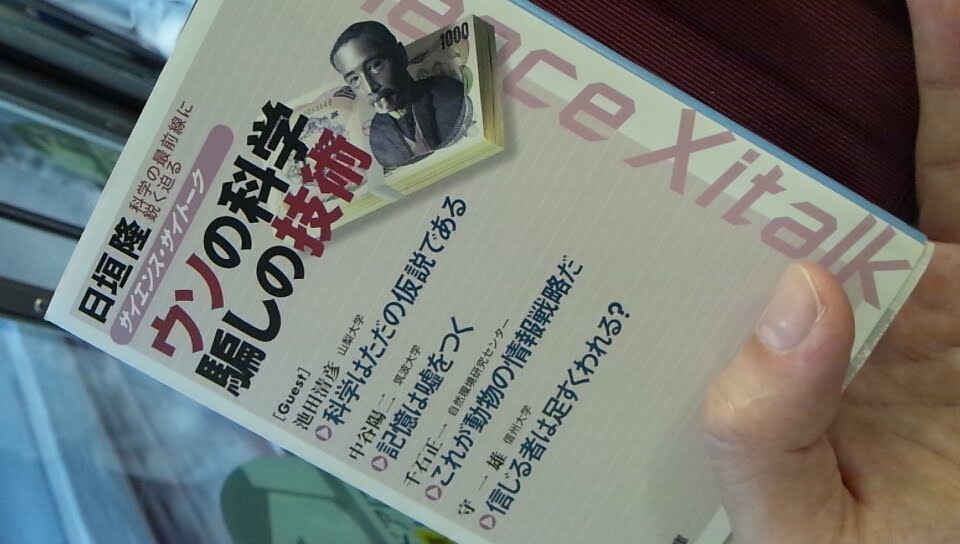 ence Xitalk
1000
日垣 隆
科学の最前線に
鋭く迫る
サイエンス・サイトーク
ウソの科学
騙しの技術
[Guest]
池田清彦 山梨大学
科学はただの仮説である
中谷陽二 筑波大学
記憶は嘘をつく
千石正一 自然環境研究センター
これが動物の情報戦略だ
守 一雄 信州大学
信じる者は足すくわれる?